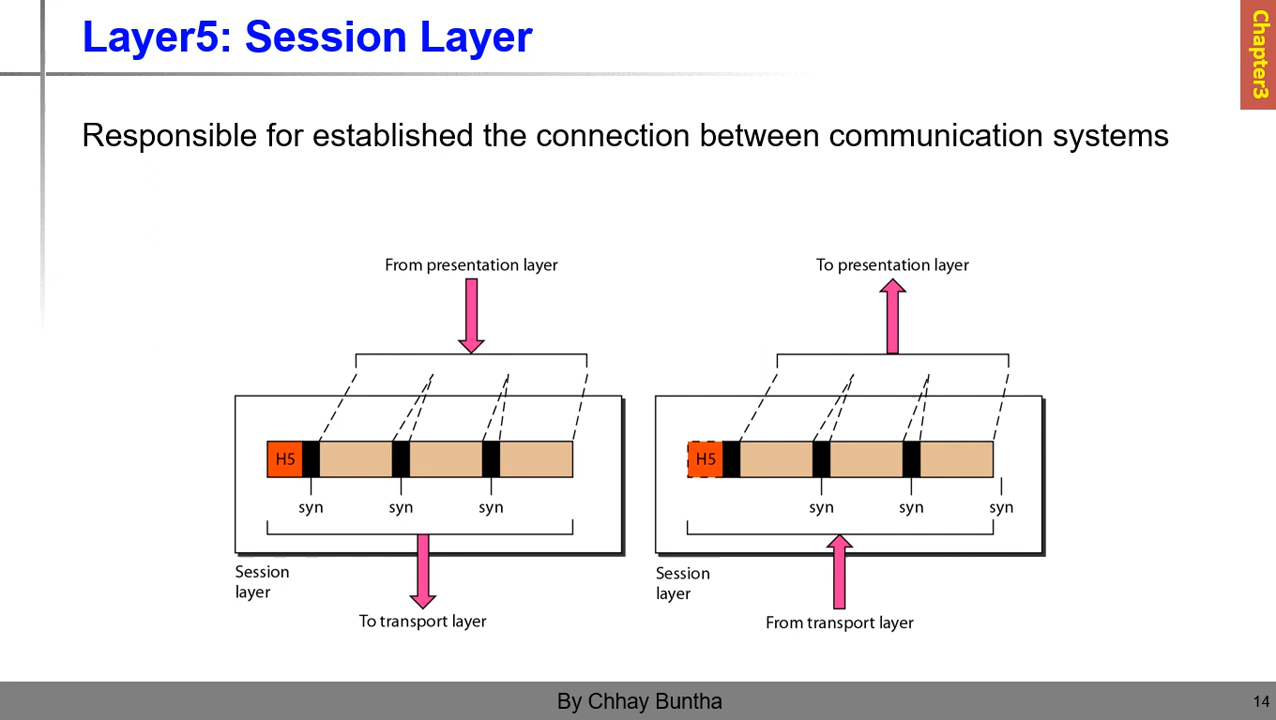 Layer5: Session Layer
Chapter3
Responsible for established the connection between communication systems
From presentation layer
To presentation layer
H5
syn
syn
syn
Session
layer
To transport layer
H5
syn
syn
syn
Session
layer
From transport layer
By Chhay Buntha
14